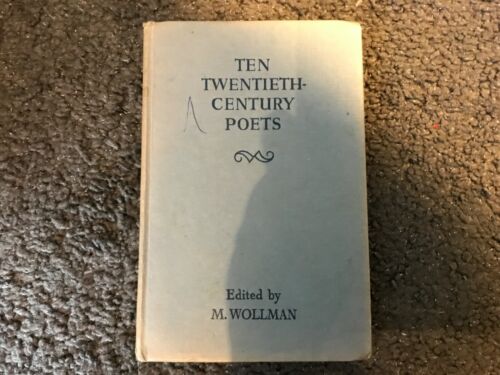 TEN
TWENTIETH-
CENTURY
POETS
Edited by
M. WOLLMAN